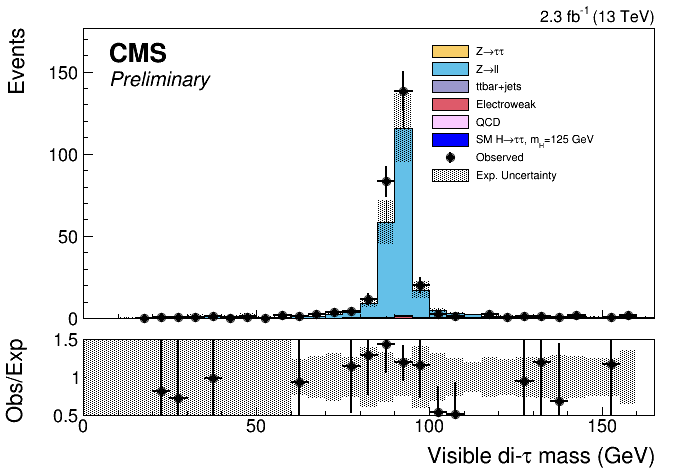 2.3 fb⁻¹ (13 TeV)
CMS
Preliminary
Events
150
100
50
0
Z→ττ
Z→ll
ttbar+jets
Electroweak
QCD
SM H→ττ, m_H=125 GeV
Observed
Exp. Uncertainty
Obs/Exp
1.5
1
0.5
0 50 100 150
Visible di-τ mass (GeV)